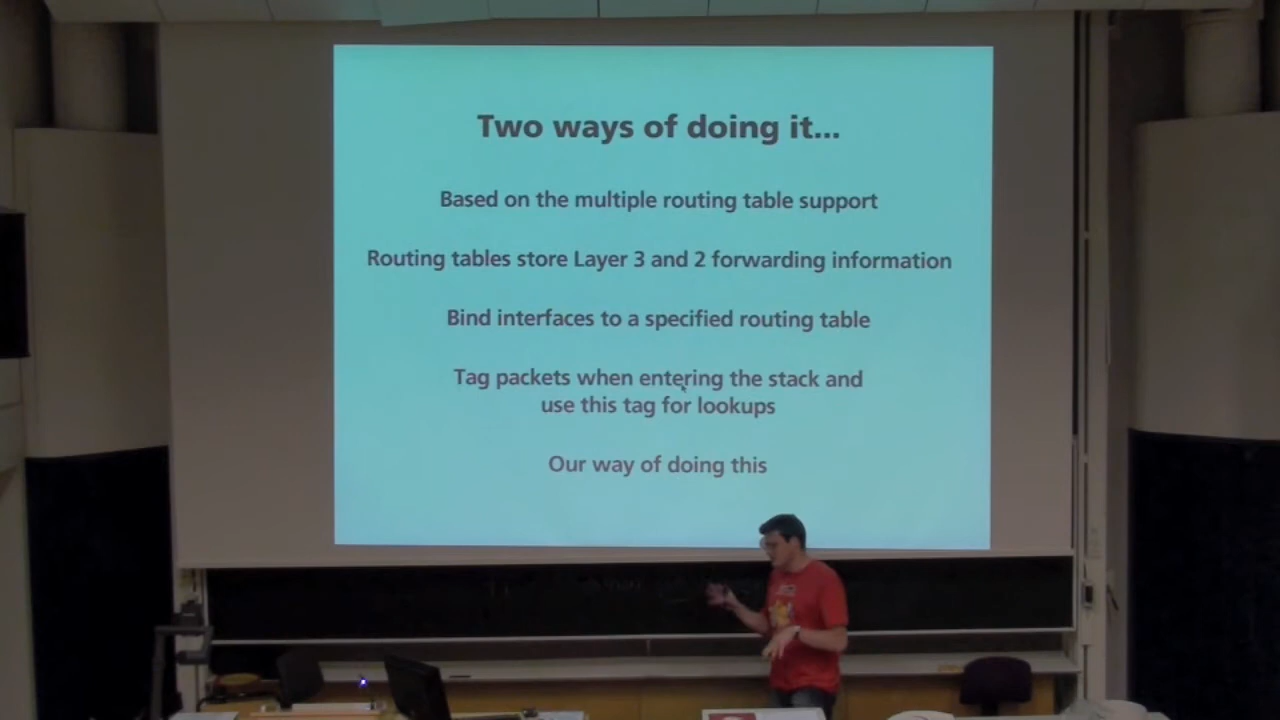 Two ways of doing it...
Based on the multiple routing table support
Routing tables store Layer 3 and 2 forwarding information
Bind interfaces to a specified routing table
Tag packets when entering the stack and
use this tag for lookups
Our way of doing this